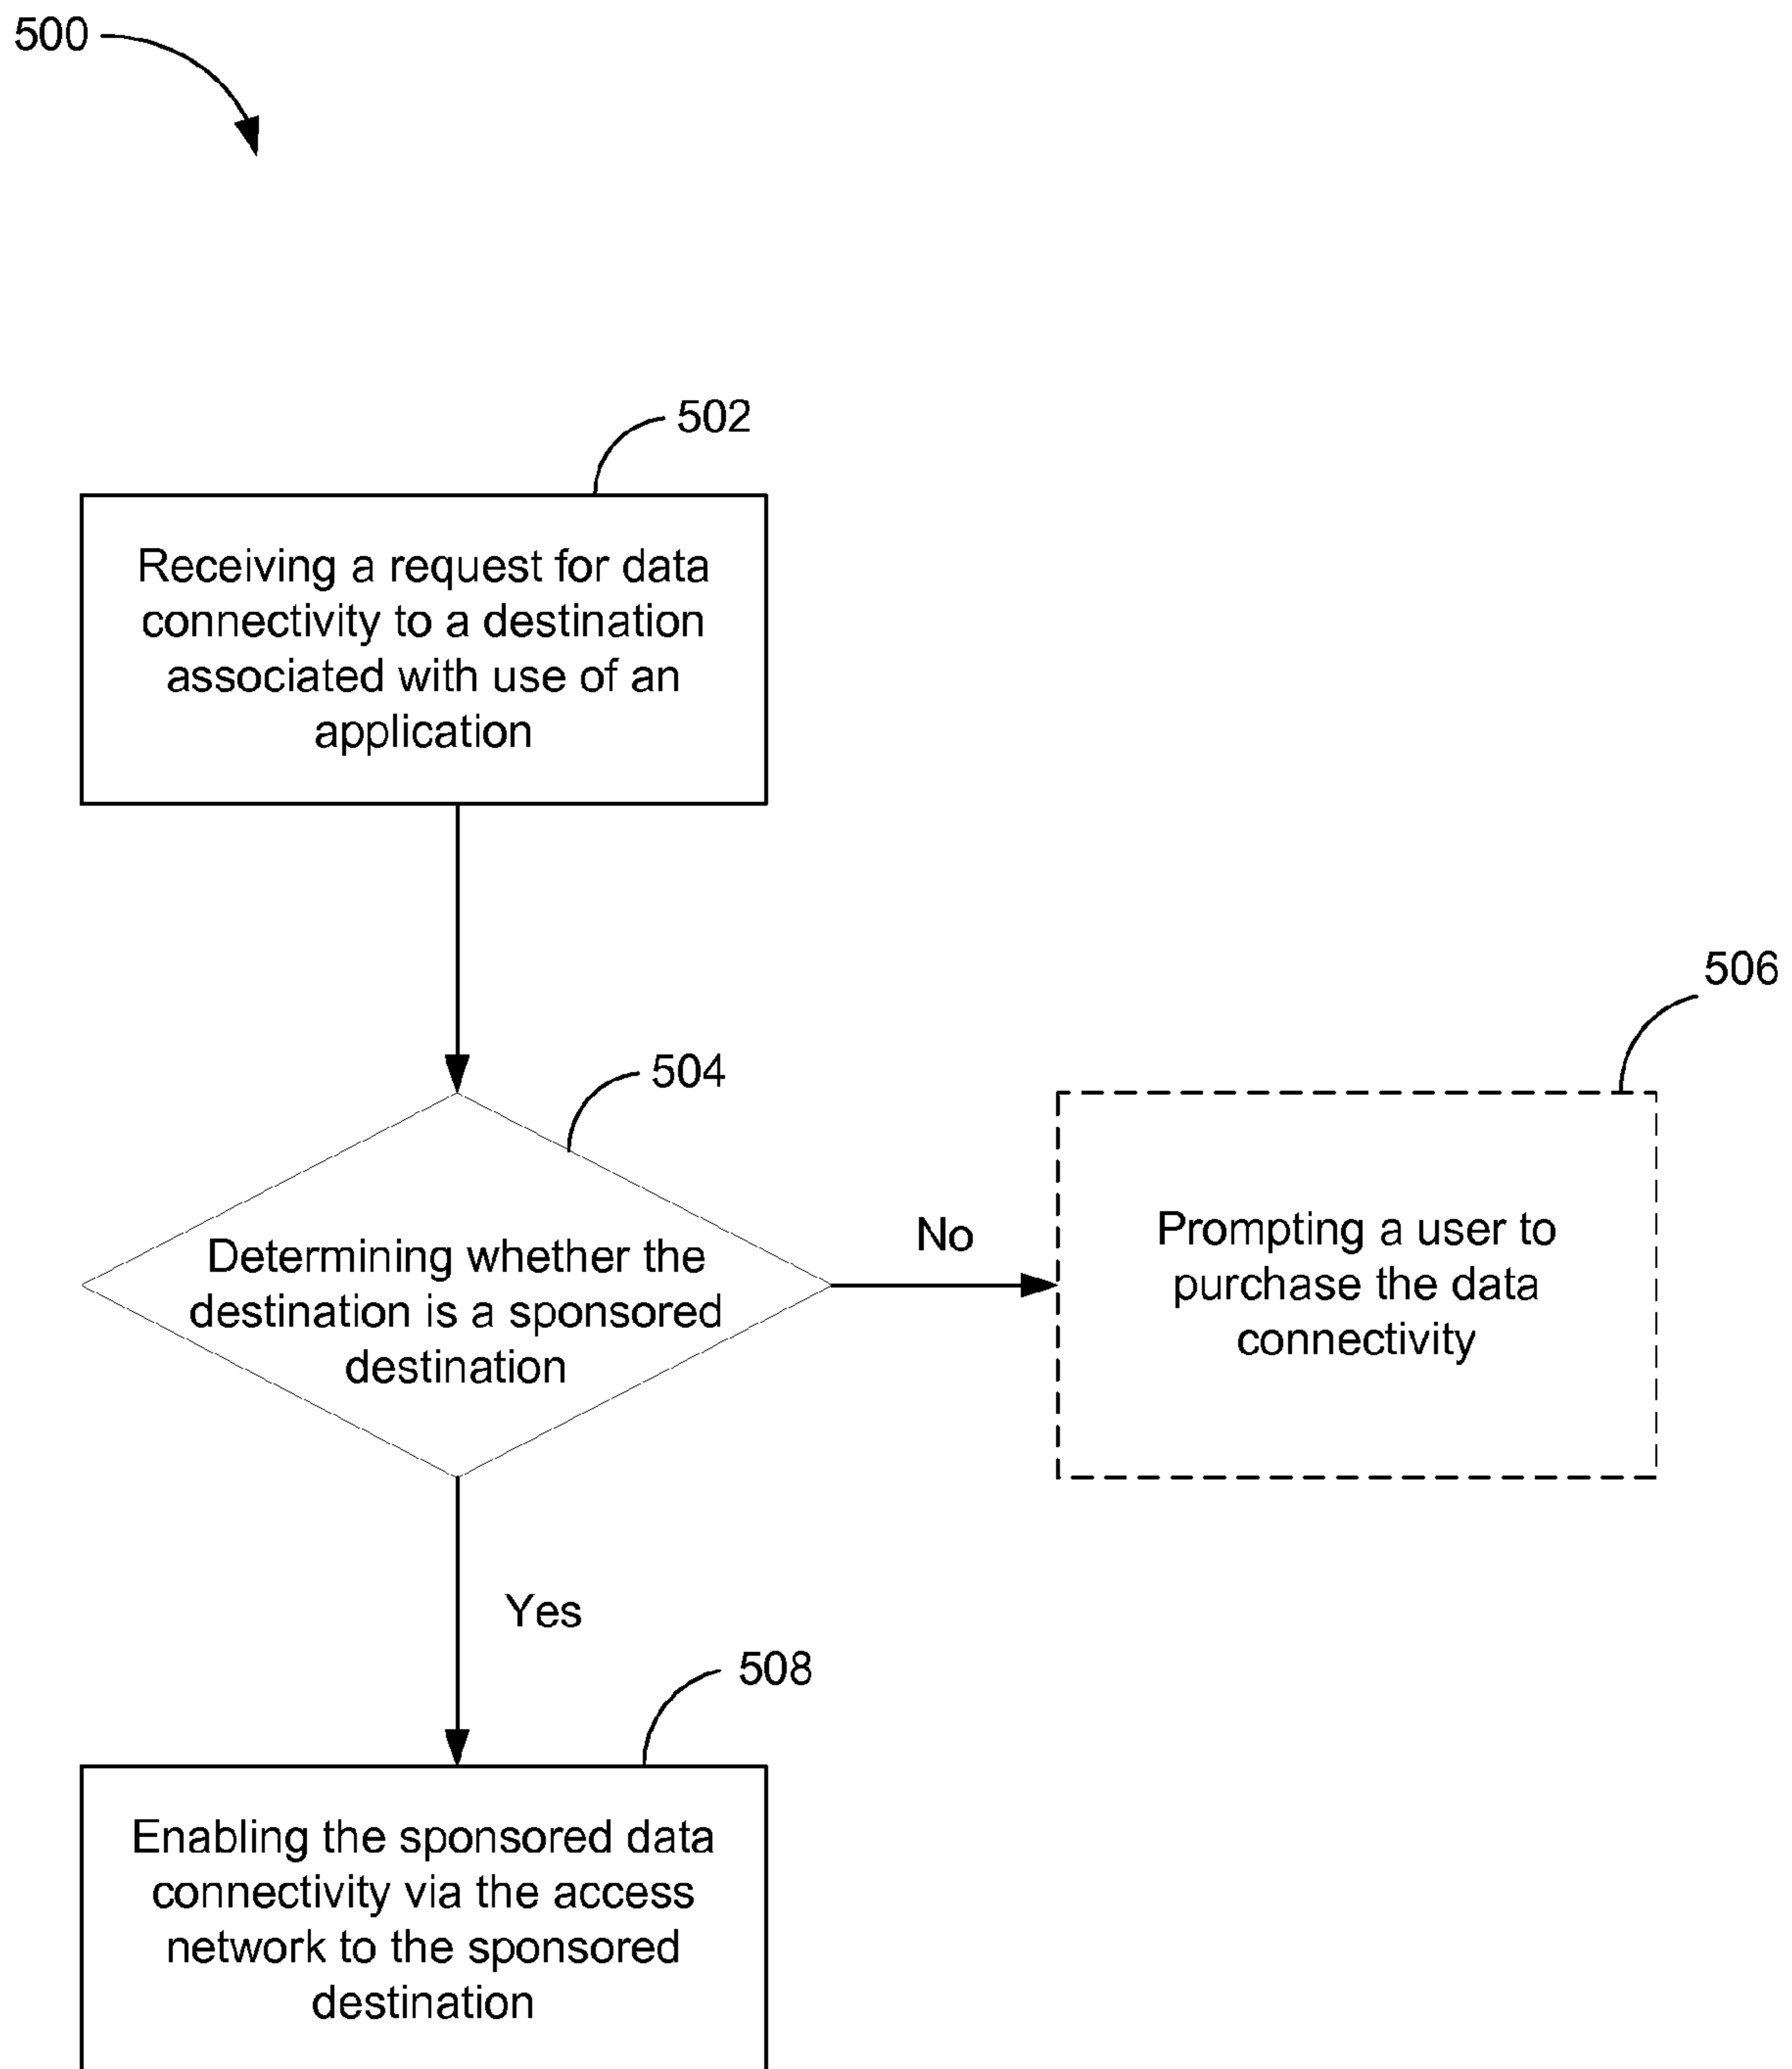 500
502
Receiving a request for data
connectivity to a destination
associated with use of an
application
504
506
Determining whether the
destination is a sponsored
destination
No
Prompting a user to
purchase the data
connectivity
Yes
508
Enabling the sponsored data
connectivity via the access
network to the sponsored
destination